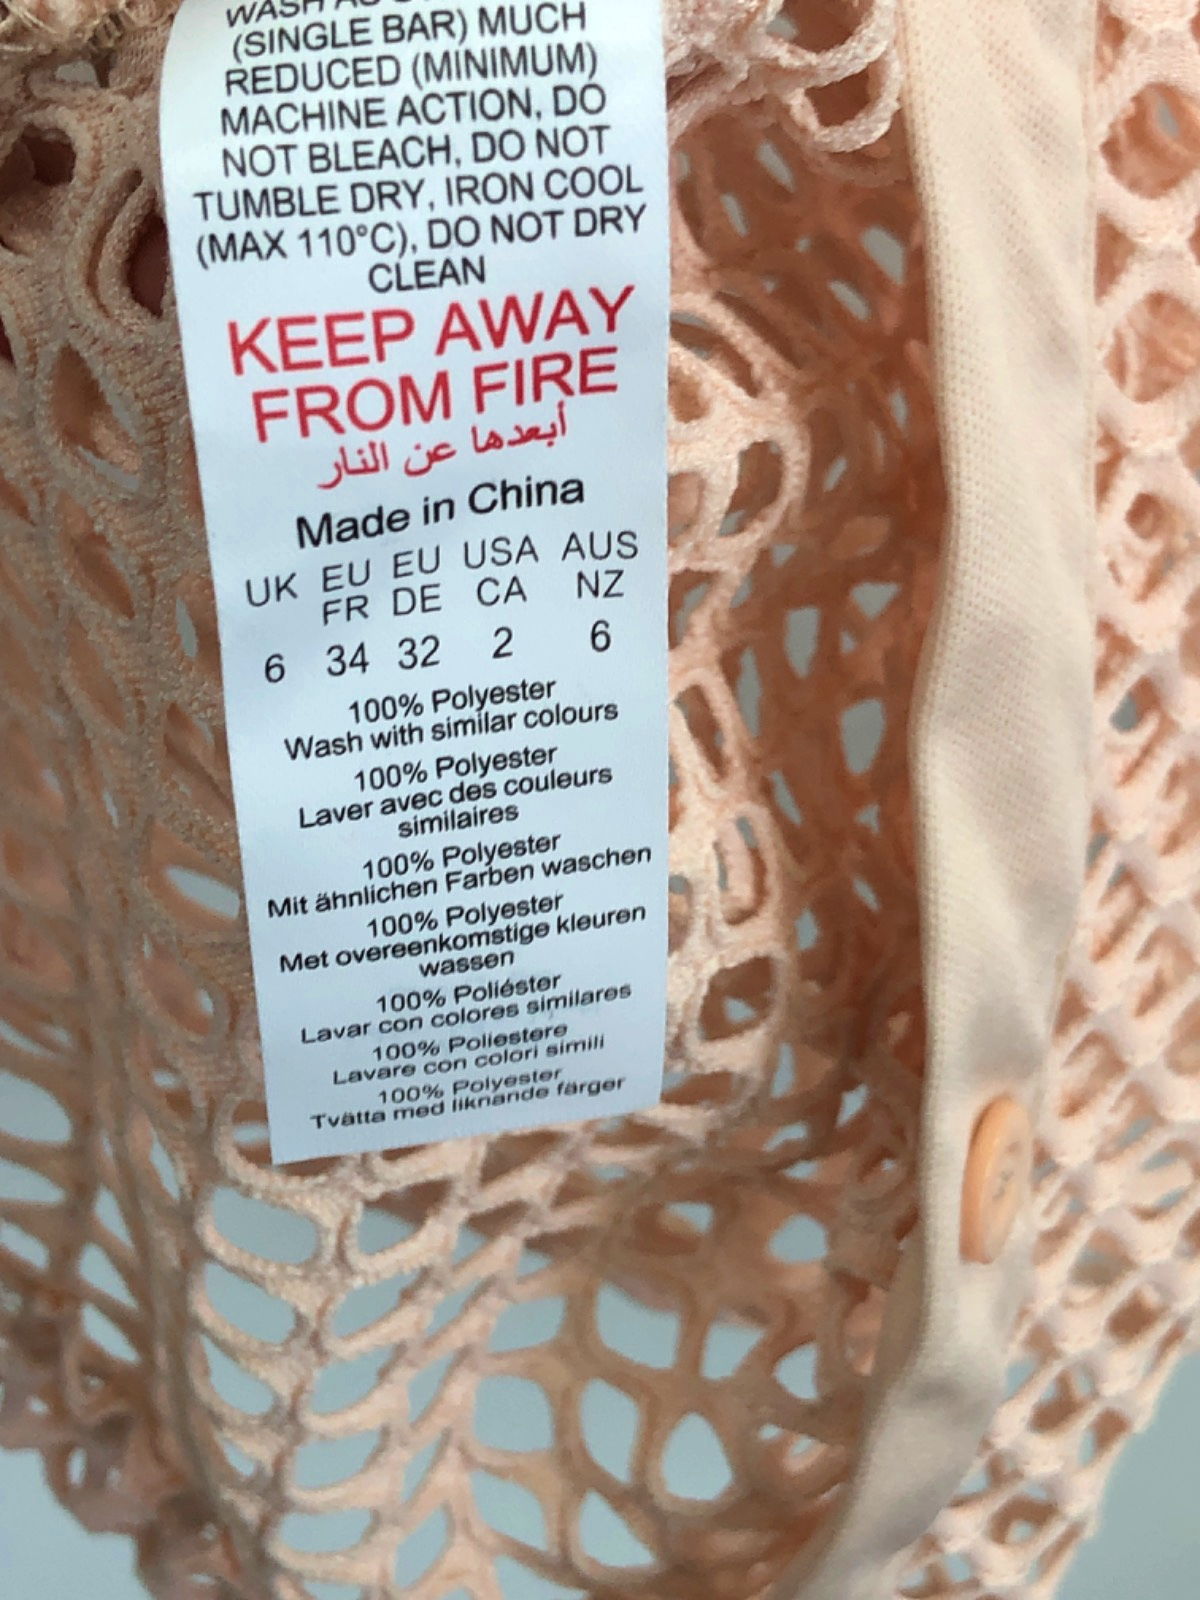 WASH
(SINGLE BAR) MUCH
REDUCED (MINIMUM)
MACHINE ACTION, DO
NOT BLEACH, DO NOT
TUMBLE DRY, IRON COOL
(MAX 110°C), DO NOT DRY
CLEAN
KEEP AWAY
FROM FIRE
أبعدها عن النار
Made in China
UK EU EU USA AUS
FR DE CA NZ
6 34 32 2 6
100% Polyester
Wash with similar colours
100% Polyester
Laver avec des couleurs
similaires
100% Polyester
Mit ähnlichen Farben waschen
100% Polyester
Met overeenkomstige kleuren
wassen
100% Poliéster
Lavar con colores similares
100% Poliestere
Lavare con colori simili
100% Polyester
Tvätta med liknande färger